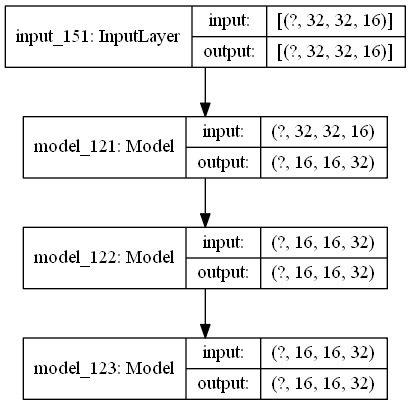 input_151: InputLayer
input: [(?, 32, 32, 16)]
output: [(?, 32, 32, 16)]
model_121: Model
input: (?, 32, 32, 16)
output: (?, 16, 16, 32)
model_122: Model
input: (?, 16, 16, 32)
output: (?, 16, 16, 32)
model_123: Model
input: (?, 16, 16, 32)
output: (?, 16, 16, 32)